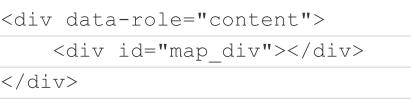 <div data-role="content">
    <div id="map_div"></div>
</div>